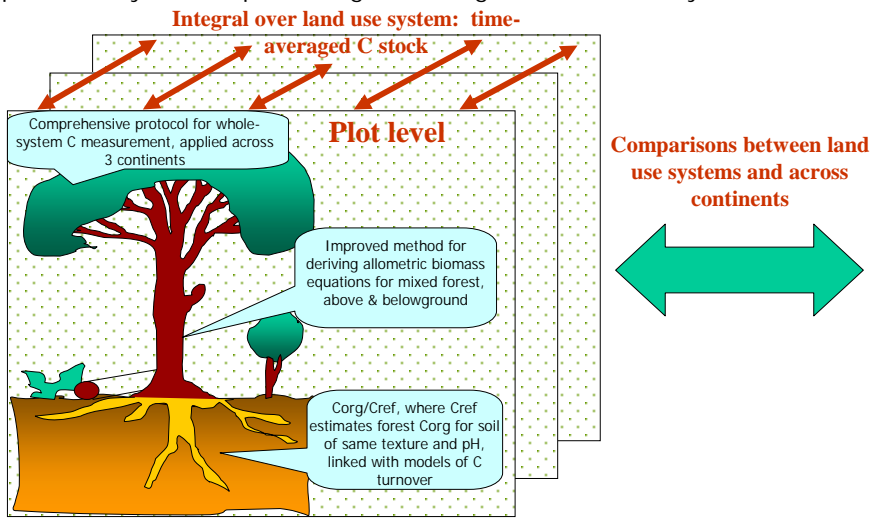 Integral over land use system: time-
averaged C stock
Plot level
Comprehensive protocol for whole-
system C measurement, applied across
3 continents
Comparisons between land
use systems and across
continents
Improved method for
deriving allometric biomass
equations for mixed forest,
above & belowground
Corg/Cref, where Cref
estimates forest Corg for soil
of same texture and pH,
linked with models of C
turnover